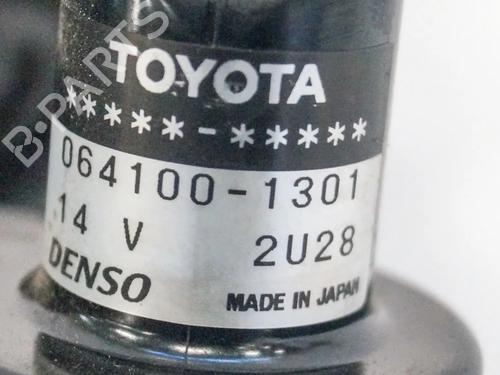 B-PARTS
TOYOTA
*****-*****
064100-1301
14 V 2U28
DENSO MADE IN JAPAN